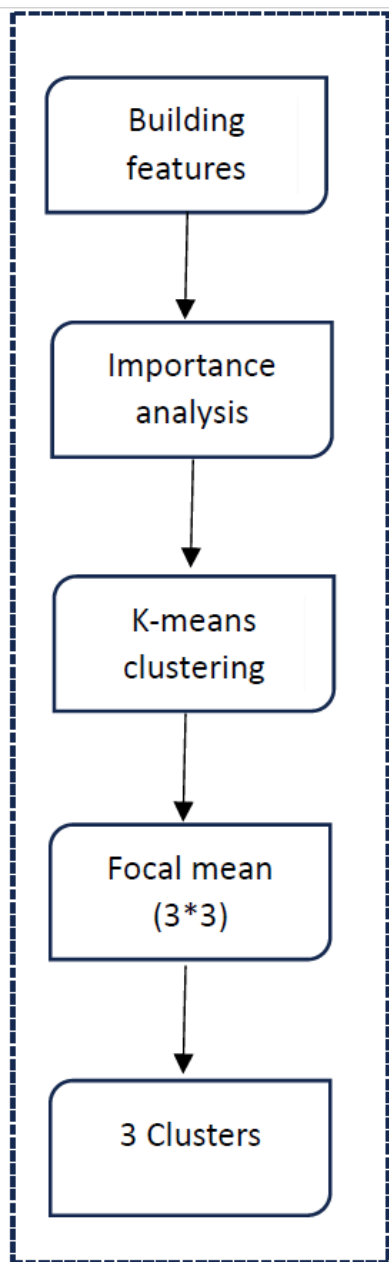 Building
features
Importance
analysis
K-means
clustering
Focal mean
(3*3)
3 Clusters